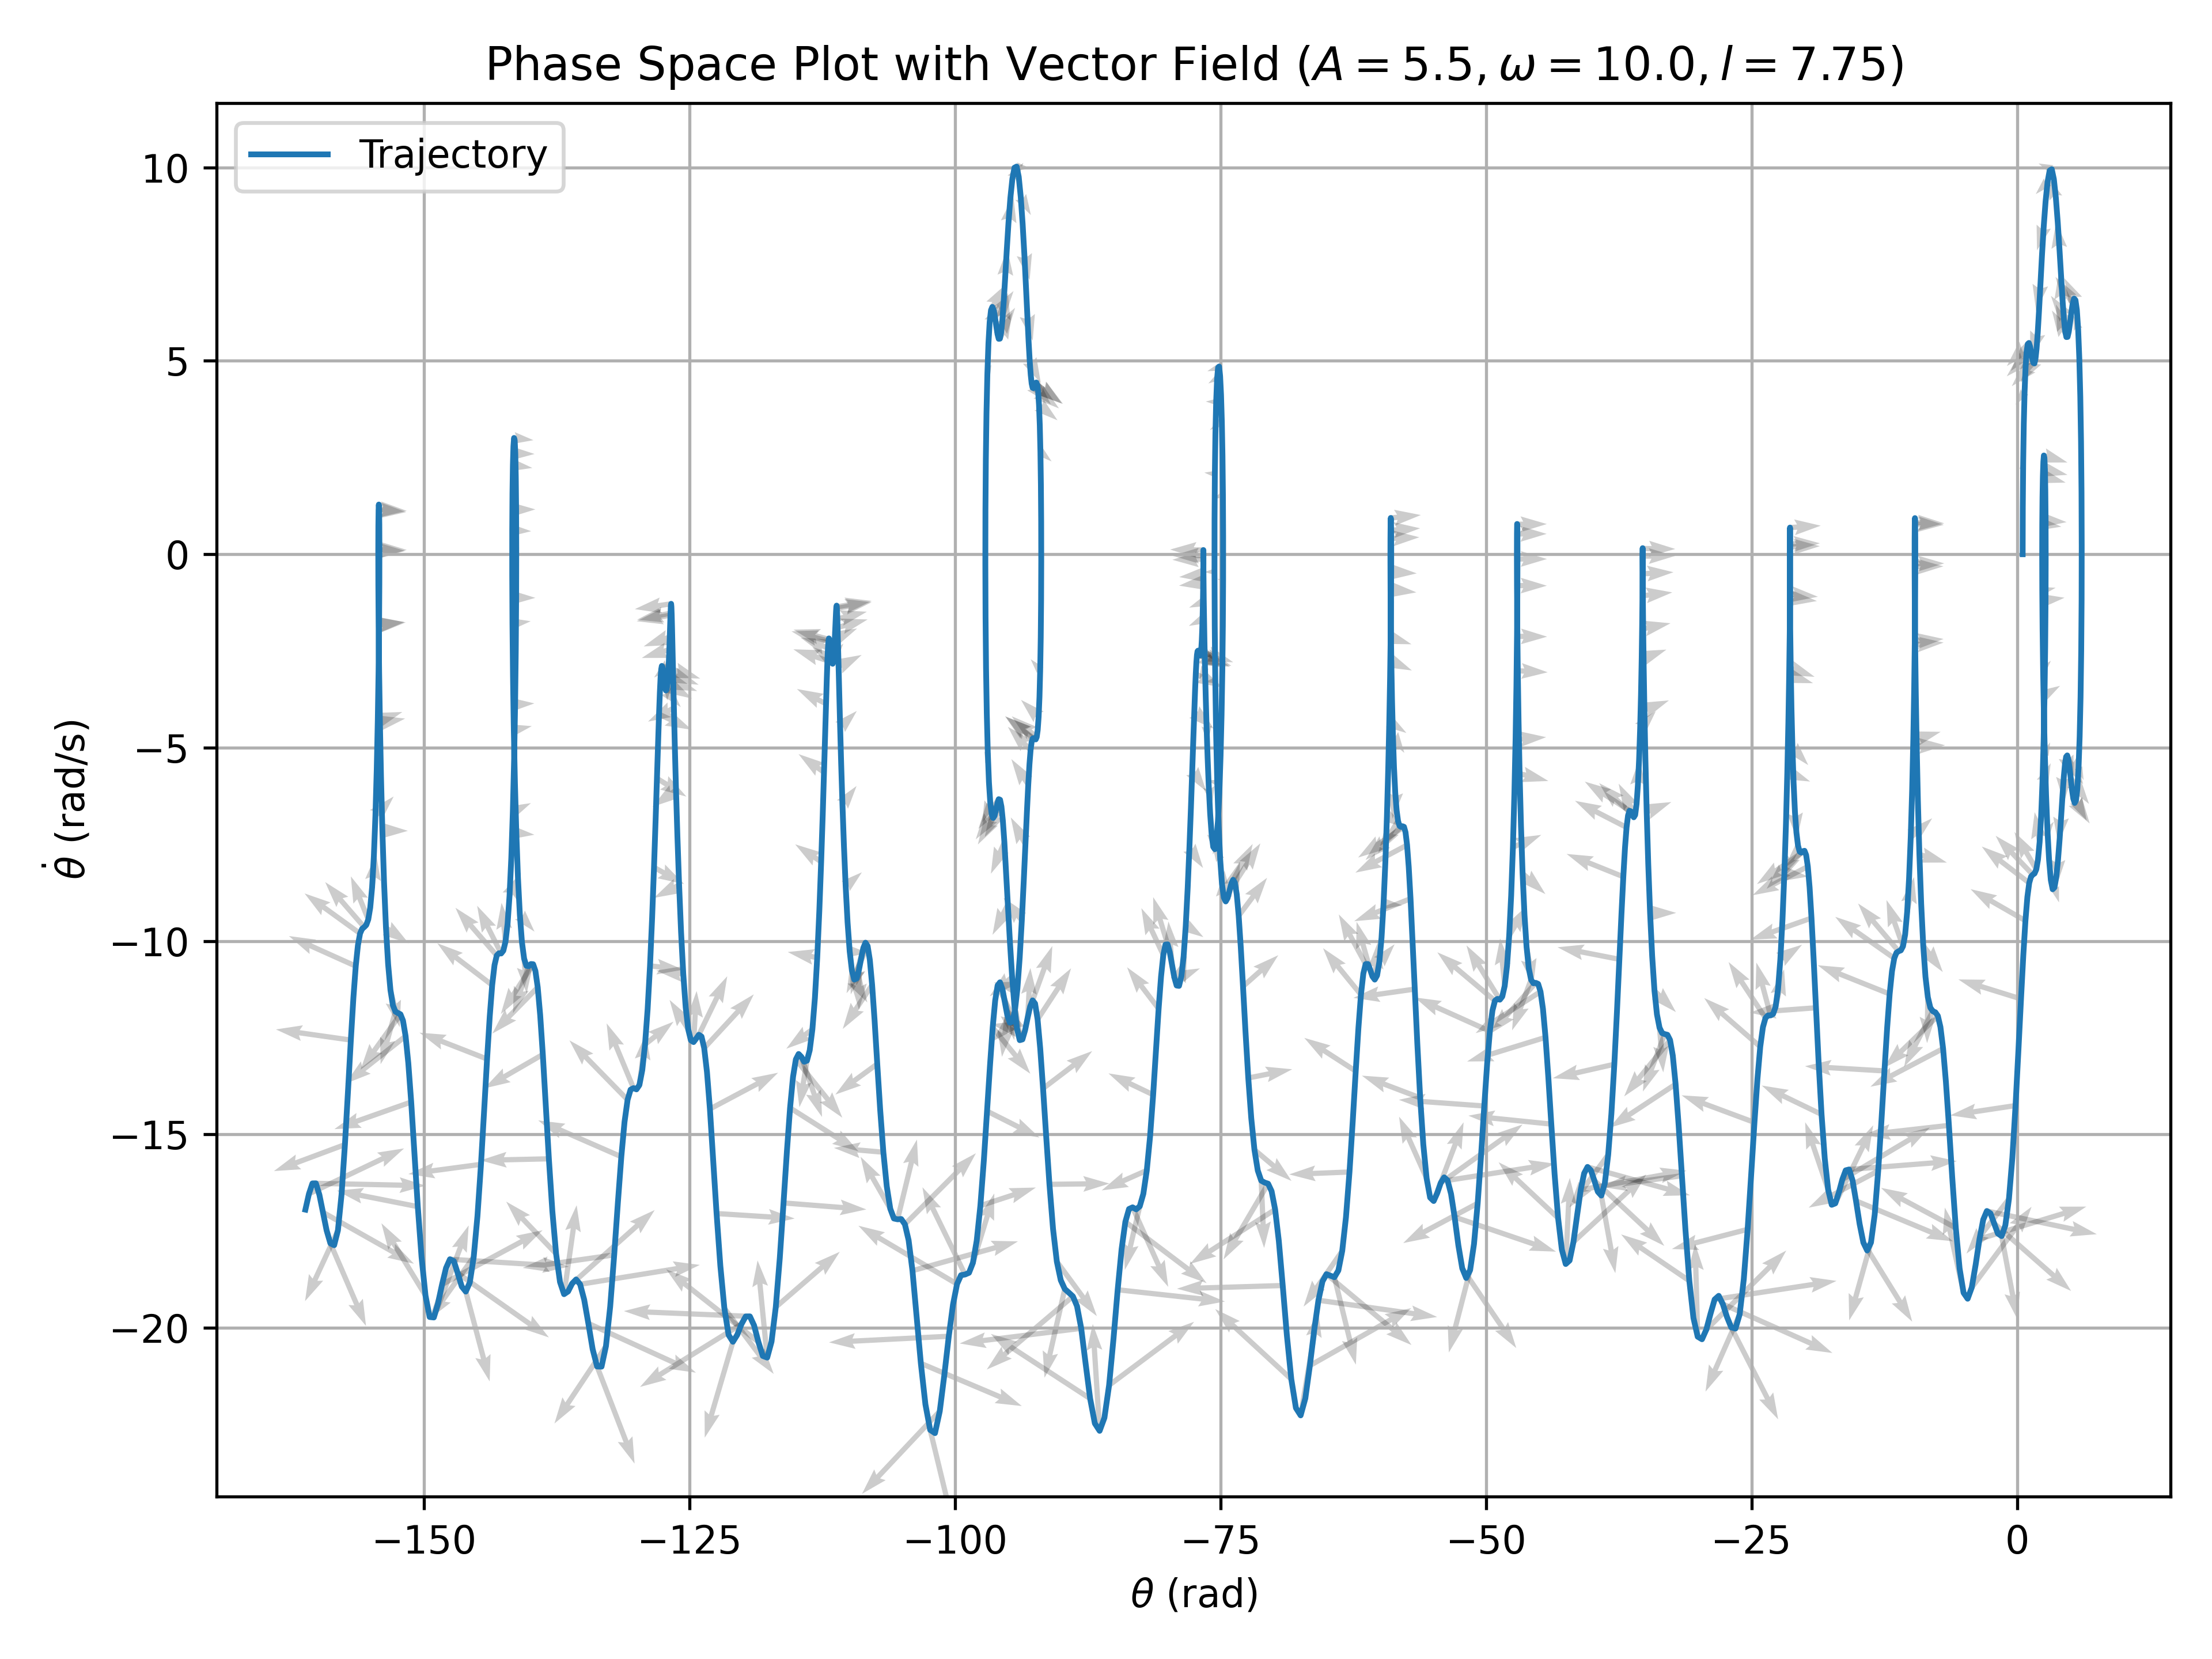 Phase Space Plot with Vector Field (A = 5.5, ω = 10.0, l = 7.75)
Trajectory
10
5
0
−5
−10
−15
−20
θ̇ (rad/s)
−150 −125 −100 −75 −50 −25 0
θ (rad)